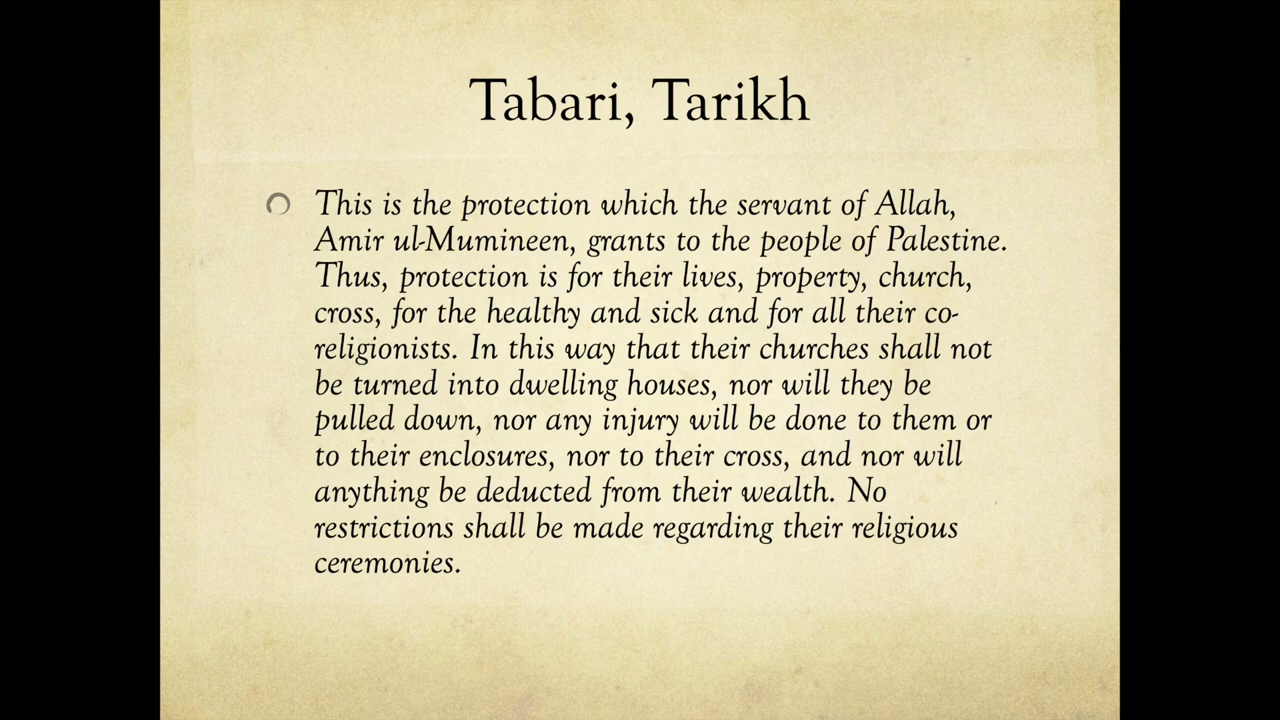 Tabari, Tarikh
This is the protection which the servant of Allah,
Amir ul-Mumineen, grants to the people of Palestine.
Thus, protection is for their lives, property, church,
cross, for the healthy and sick and for all their co-
religionists. In this way that their churches shall not
be turned into dwelling houses, nor will they be
pulled down, nor any injury will be done to them or
to their enclosures, nor to their cross, and nor will
anything be deducted from their wealth. No
restrictions shall be made regarding their religious
ceremonies.